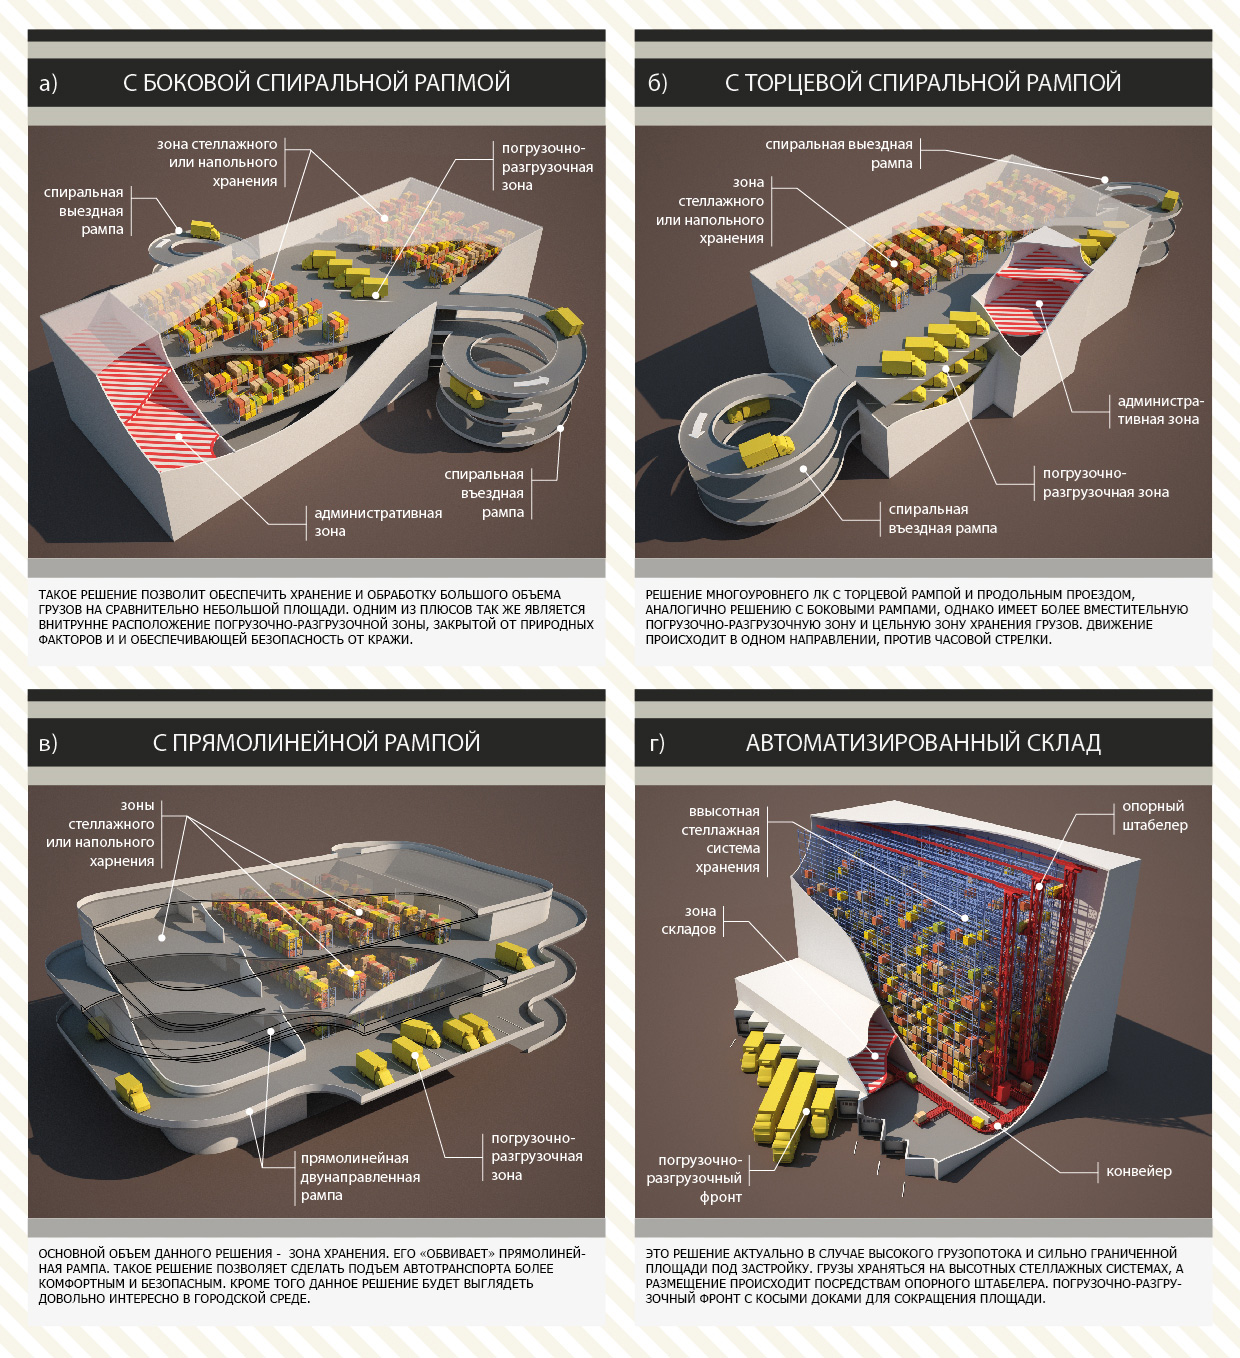 а) С БОКОВОЙ СПИРАЛЬНОЙ РАПМОЙ
зона стеллажного
или напольного
хранения
погрузочно-
разгрузочная
зона
спиральная
выездная
рампа
спиральная
въездная
рампа
административная
зона
ТАКОЕ РЕШЕНИЕ ПОЗВОЛИТ ОБЕСПЕЧИТЬ ХРАНЕНИЕ И ОБРАБОТКУ БОЛЬШОГО ОБЪЕМА
ГРУЗОВ НА СРАВНИТЕЛЬНО НЕБОЛЬШОЙ ПЛОЩАДИ. ОДНИМ ИЗ ПЛЮСОВ ТАК ЖЕ ЯВЛЯЕТСЯ
ВНИТРУННЕ РАСПОЛОЖЕНИЕ ПОГРУЗОЧНО-РАЗГРУЗОЧНОЙ ЗОНЫ, ЗАКРЫТОЙ ОТ ПРИРОДНЫХ
ФАКТОРОВ И И ОБЕСПЕЧИВАЮЩЕЙ БЕЗОПАСНОСТЬ ОТ КРАЖИ.
б) С ТОРЦЕВОЙ СПИРАЛЬНОЙ РАМПОЙ
спиральная выездная
рампа
зона
стеллажного
или напольного
хранения
администра-
тивная зона
погрузочно-
разгрузочная зона
спиральная
въездная рампа
РЕШЕНИЕ МНОГОУРОВНЕГО ЛК С ТОРЦЕВОЙ РАМПОЙ И ПРОДОЛЬНЫМ ПРОЕЗДОМ,
АНАЛОГИЧНО РЕШЕНИЮ С БОКОВЫМИ РАМПАМИ, ОДНАКО ИМЕЕТ БОЛЕЕ ВМЕСТИТЕЛЬНУЮ
ПОГРУЗОЧНО-РАЗГРУЗОЧНУЮ ЗОНУ И ЦЕЛЬНУЮ ЗОНУ ХРАНЕНИЯ ГРУЗОВ. ДВИЖЕНИЕ
ПРОИСХОДИТ В ОДНОМ НАПРАВЛЕНИИ, ПРОТИВ ЧАСОВОЙ СТРЕЛКИ.
в) С ПРЯМОЛИНЕЙНОЙ РАМПОЙ
зоны
стеллажного
или напольного
харнения
погрузочно-
разгрузочная
зона
прямолинейная
двунаправленная
рампа
ОСНОВНОЙ ОБЪЕМ ДАННОГО РЕШЕНИЯ - ЗОНА ХРАНЕНИЯ. ЕГО «ОБВИВАЕТ» ПРЯМОЛИНЕЙ-
НАЯ РАМПА. ТАКОЕ РЕШЕНИЕ ПОЗВОЛЯЕТ СДЕЛАТЬ ПОДЪЕМ АВТОТРАНСПОРТА БОЛЕЕ
КОМФОРТНЫМ И БЕЗОПАСНЫМ. КРОМЕ ТОГО ДАННОЕ РЕШЕНИЕ БУДЕТ ВЫГЛЯДЕТЬ
ДОВОЛЬНО ИНТЕРЕСНО В ГОРОДСКОЙ СРЕДЕ.
г) АВТОМАТИЗИРОВАННЫЙ СКЛАД
ввысотная
стеллажная
система
хранения
опорный
штабелер
зона
складов
погрузочно-
разгрузочный
фронт
конвейер
ЭТО РЕШЕНИЕ АКТУАЛЬНО В СЛУЧАЕ ВЫСОКОГО ГРУЗОПОТОКА И СИЛЬНО ГРАНИЧЕННОЙ
ПЛОЩАДИ ПОД ЗАСТРОЙКУ. ГРУЗЫ ХРАНЯТЬСЯ НА ВЫСОТНЫХ СТЕЛЛАЖНЫХ СИСТЕМАХ, А
РАЗМЕЩЕНИЕ ПРОИСХОДИТ ПОСРЕДСТВАМ ОПОРНОГО ШТАБЕЛЕРА. ПОГРУЗОЧНО-РАЗГРУ-
ЗОЧНЫЙ ФРОНТ С КОСЫМИ ДОКАМИ ДЛЯ СОКРАЩЕНИЯ ПЛОЩАДИ.